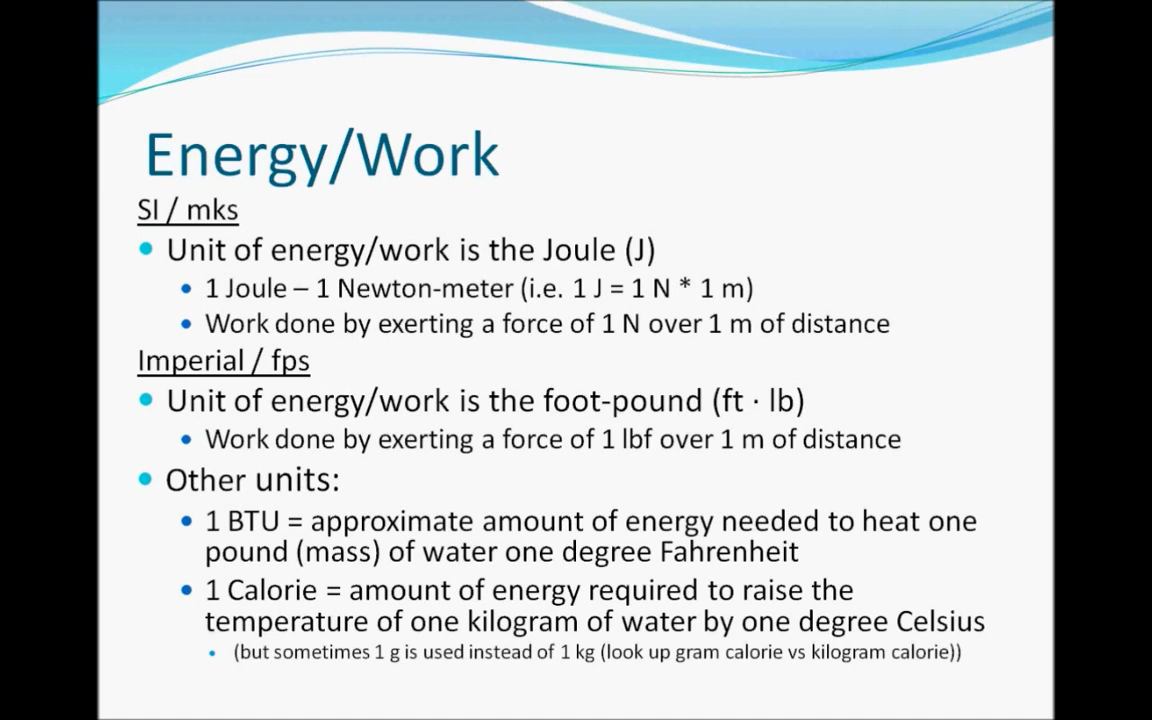 Energy/Work
SI / mks
• Unit of energy/work is the Joule (J)
• 1 Joule – 1 Newton-meter (i.e. 1 J = 1 N * 1 m)
• Work done by exerting a force of 1 N over 1 m of distance
Imperial / fps
• Unit of energy/work is the foot-pound (ft · lb)
• Work done by exerting a force of 1 lbf over 1 m of distance
• Other units:
• 1 BTU = approximate amount of energy needed to heat one
pound (mass) of water one degree Fahrenheit
• 1 Calorie = amount of energy required to raise the
temperature of one kilogram of water by one degree Celsius
• (but sometimes 1 g is used instead of 1 kg (look up gram calorie vs kilogram calorie))